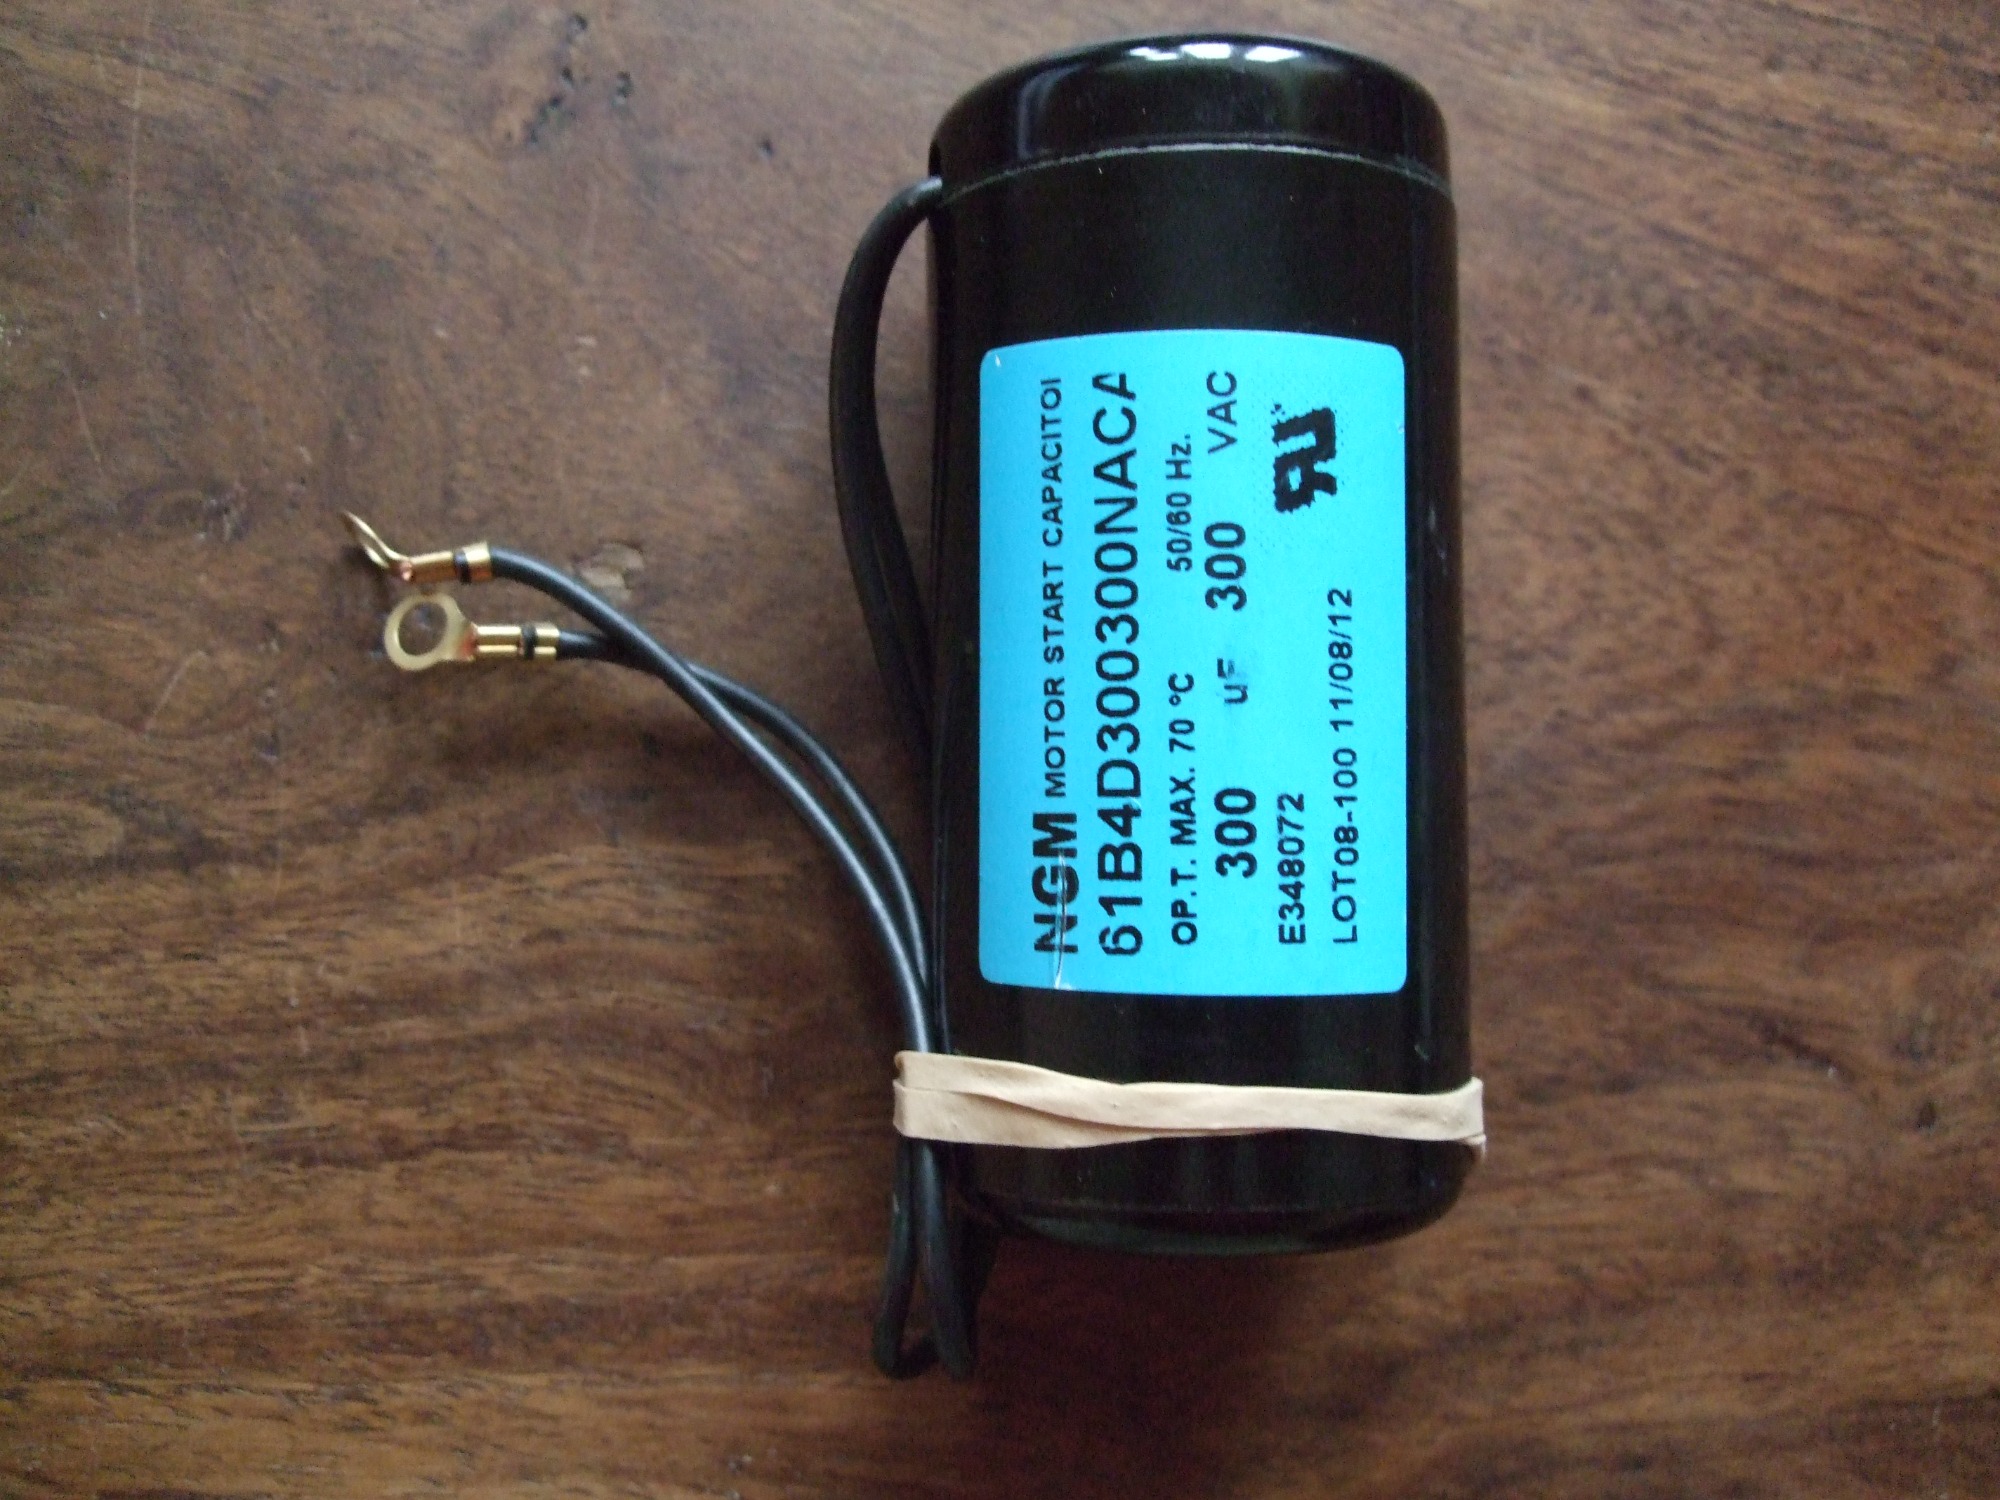 NGM MOTOR START CAPACITOI
61B4D300300NACA
OP.T. MAX. 70 °C 50/60 Hz.
300 uF 300 VAC
E348072
LOT08-100 11/08/12